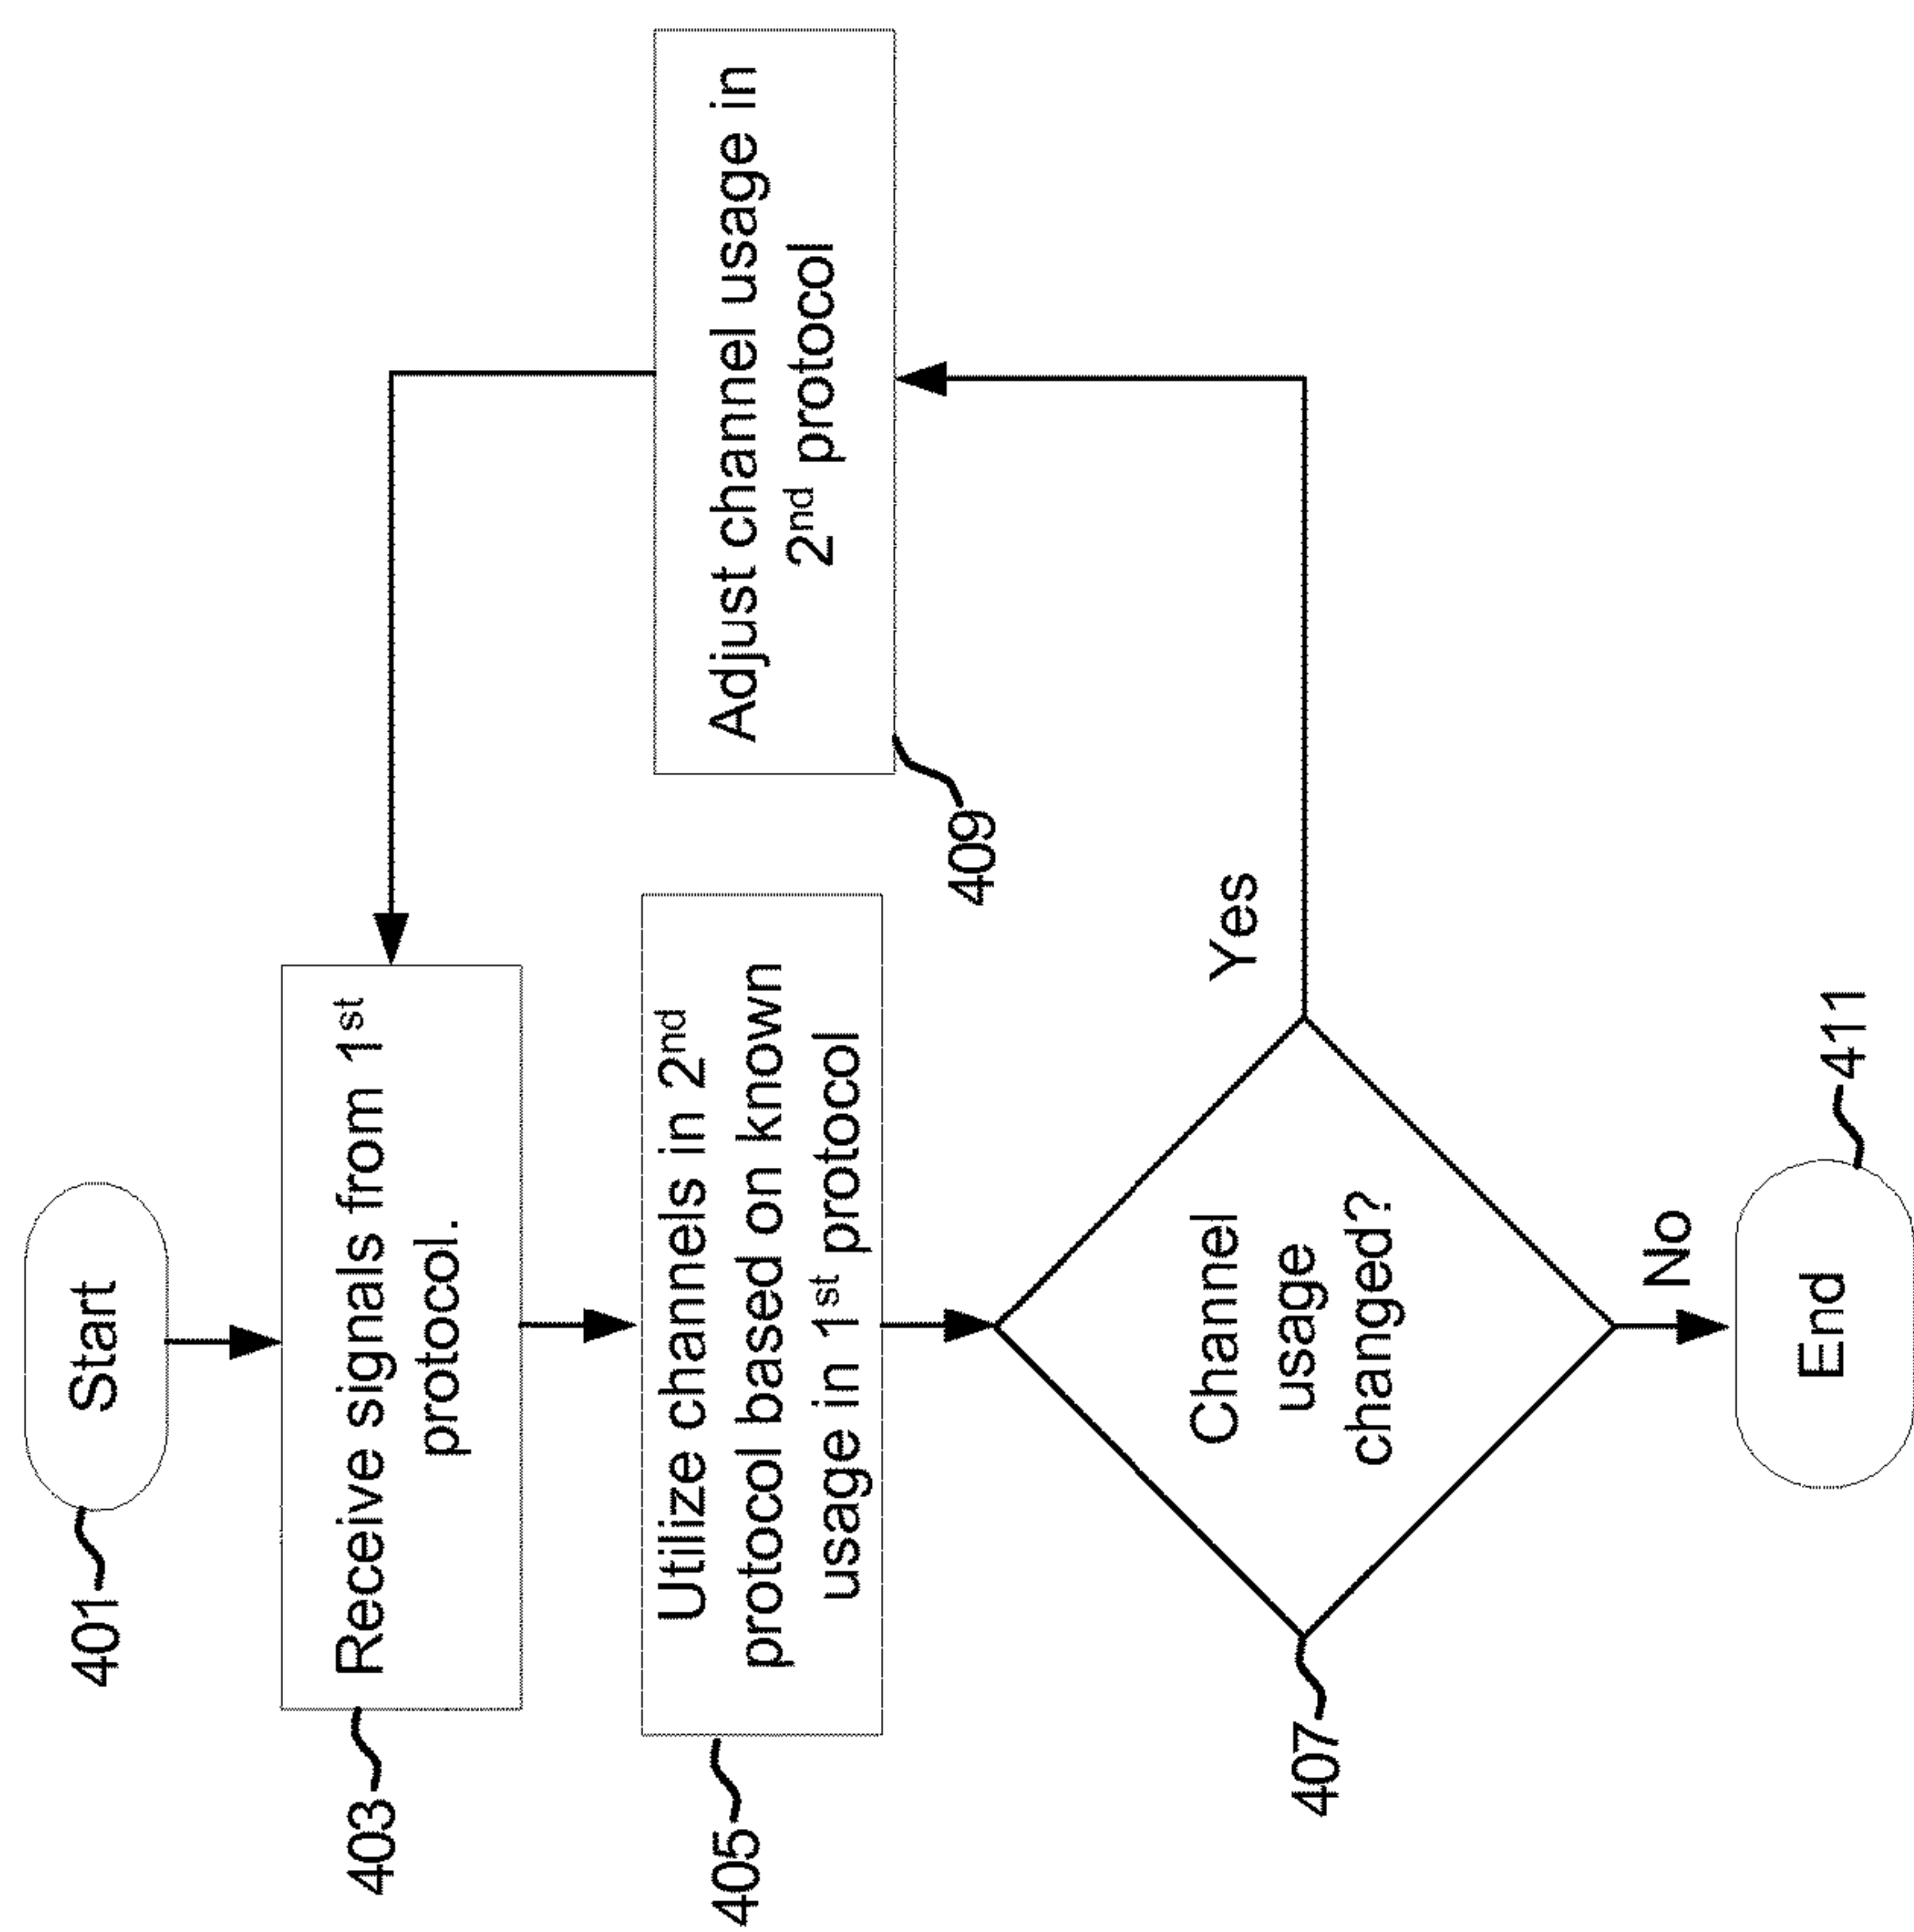 401
Start
403
Receive signals from 1st
protocol.
405
Utilize channels in 2nd
protocol based on known
usage in 1st protocol
407
Channel
usage
changed?
Yes
409
Adjust channel usage in
2nd protocol
No
End
411